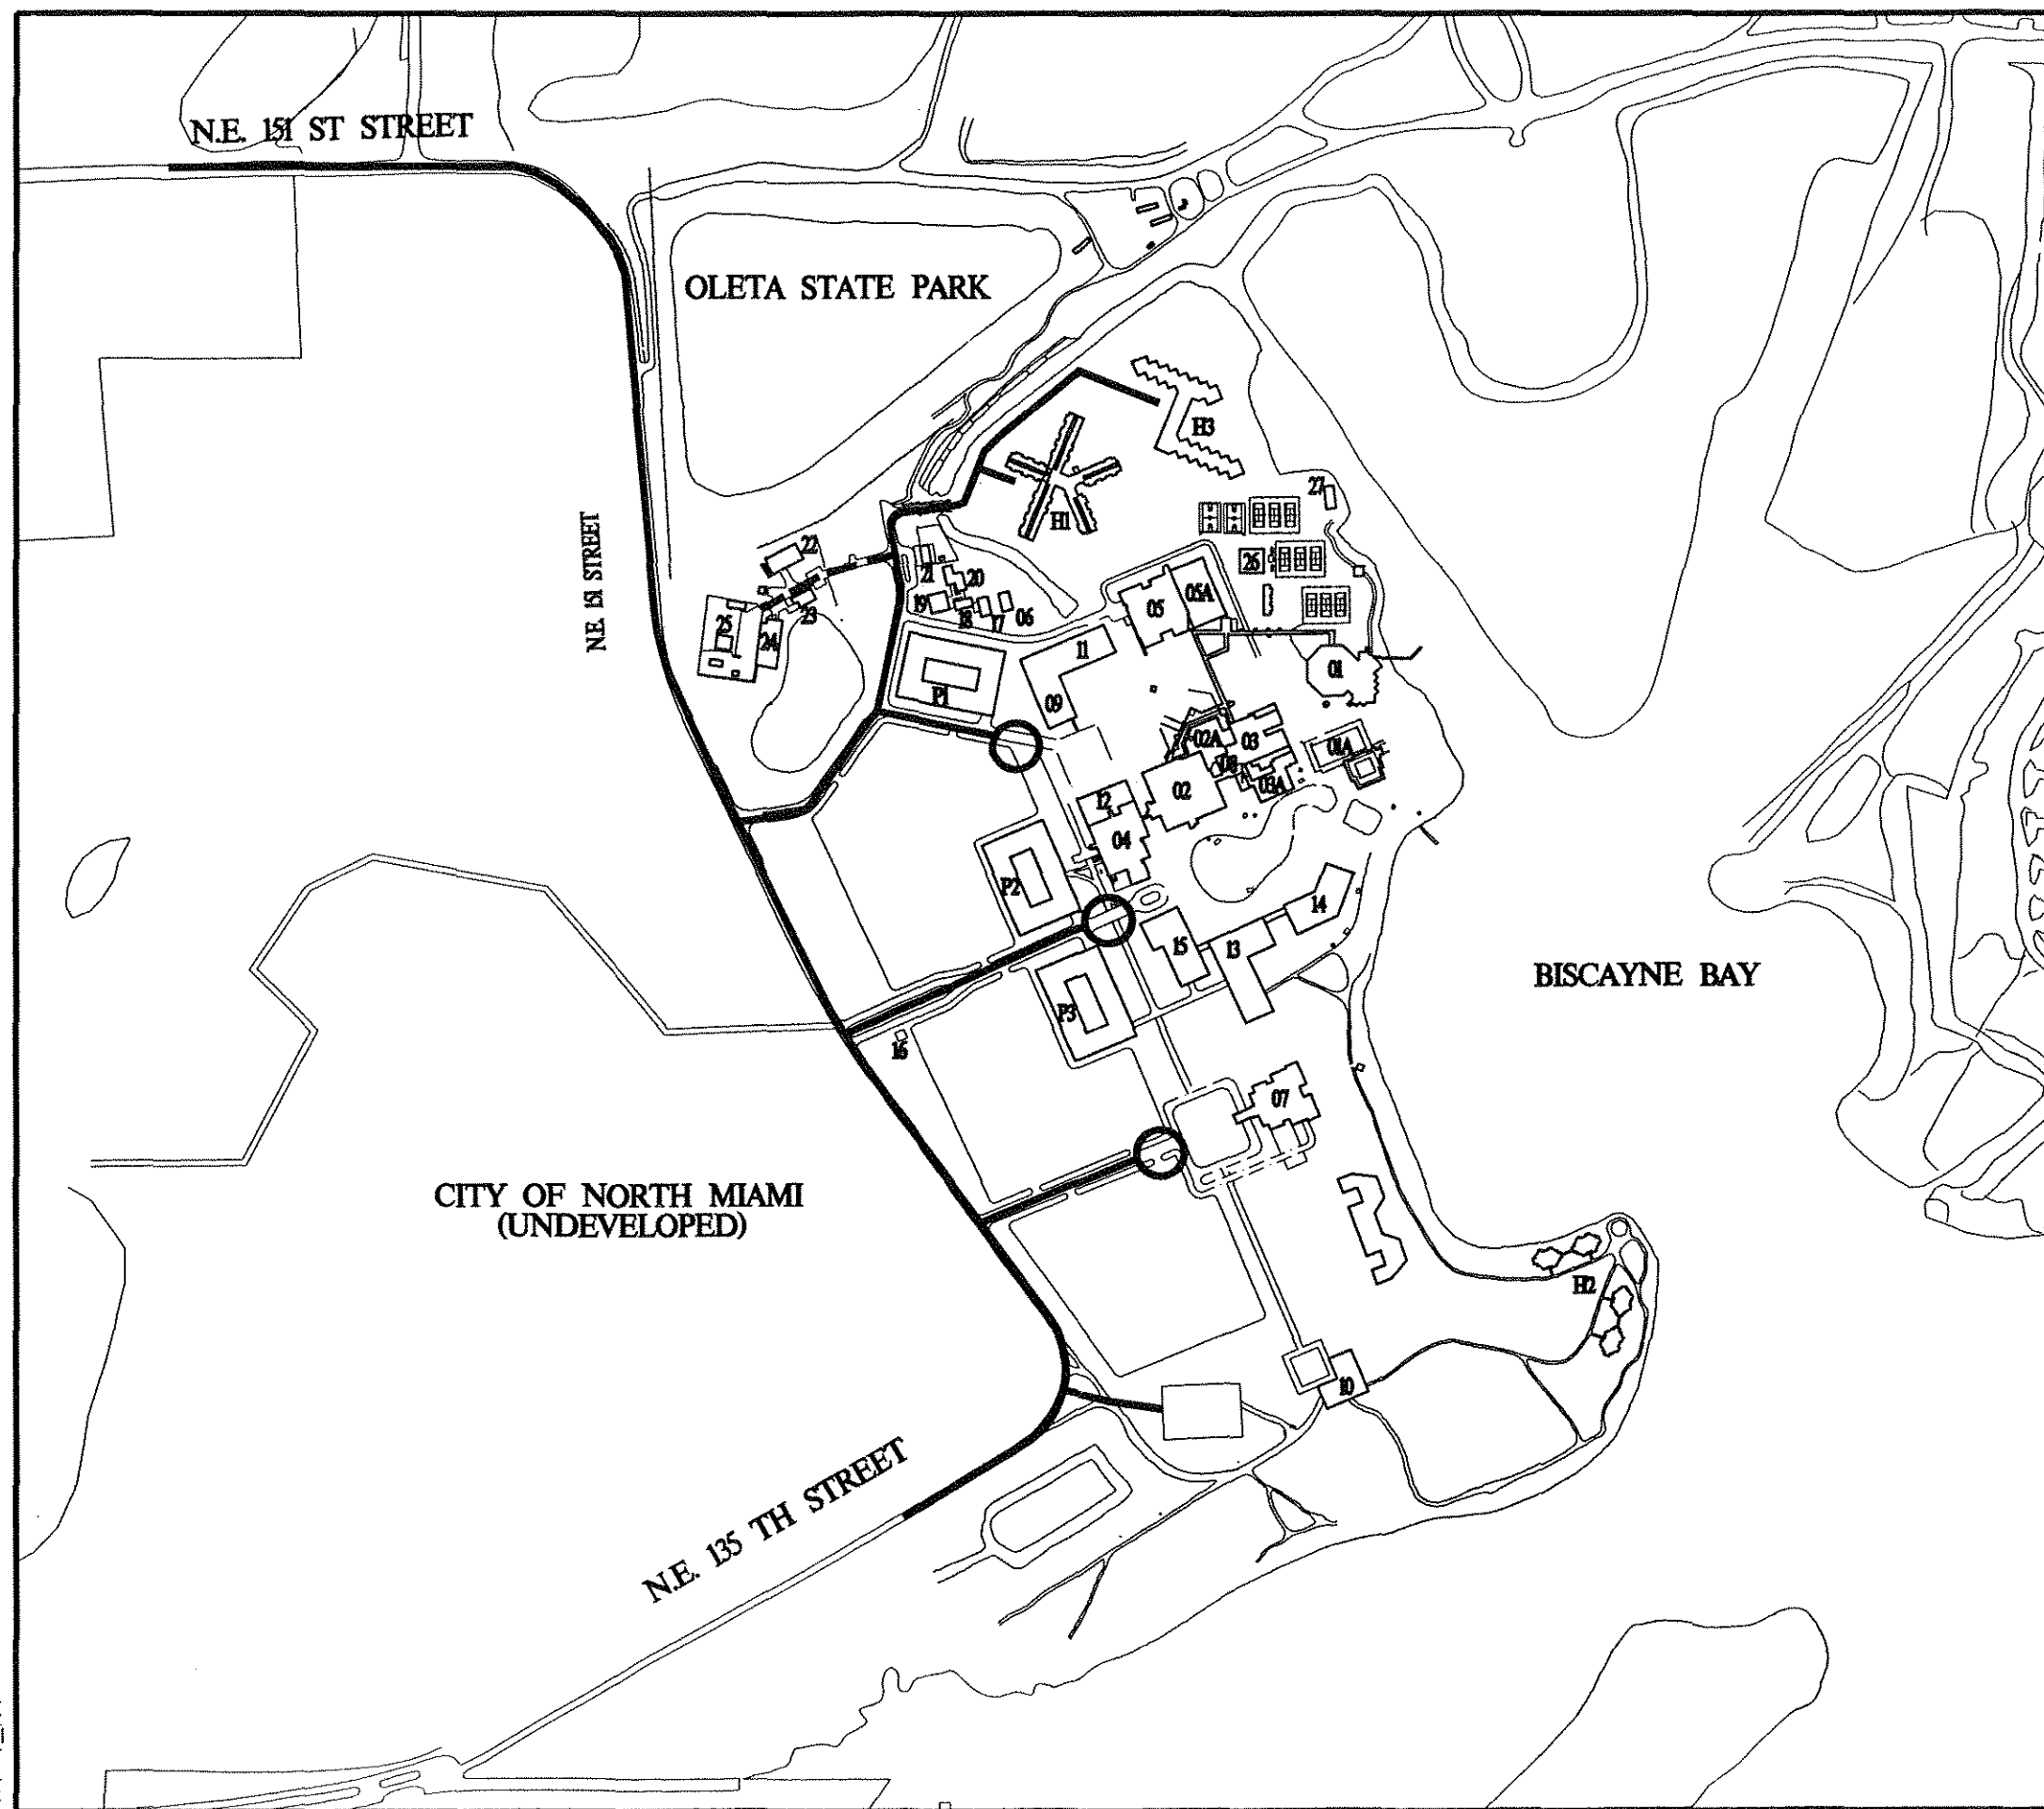 N.E. 151 ST STREET
OLETA STATE PARK
H3
27
H1
N.E. 151 STREET
22
26
21
20
05A
05
19
23
18
17
06
25
24
11
01
P1
09
02A
03
01A
08
03A
02
12
04
P2
14
15
13
BISCAYNE BAY
P3
16
07
CITY OF NORTH MIAMI
(UNDEVELOPED)
H2
10
N.E. 135 TH STREET